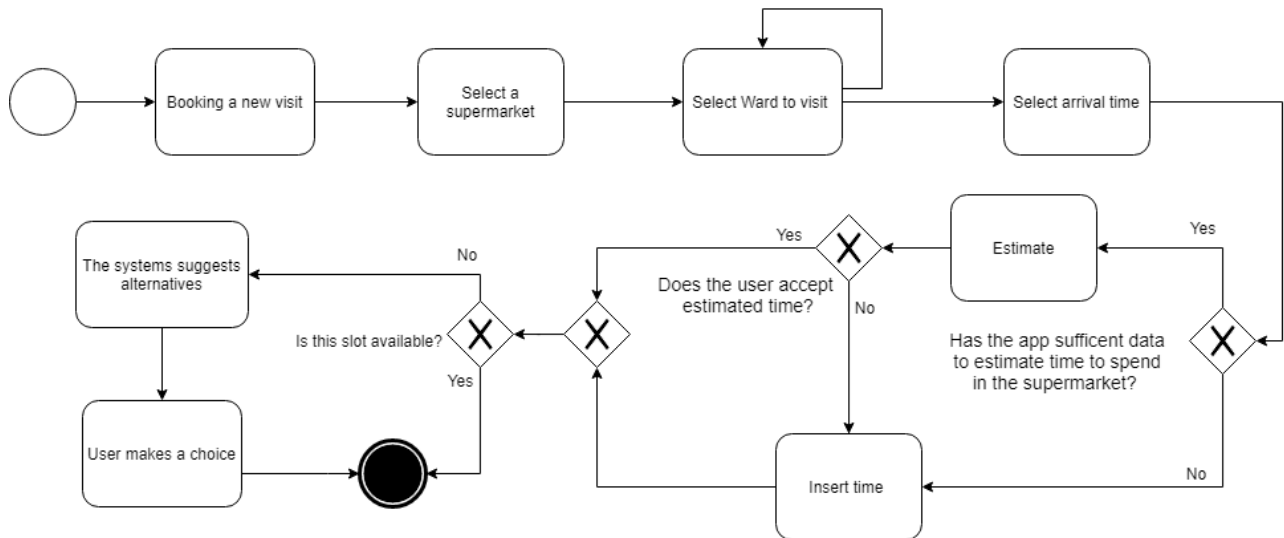 Booking a new visit
Select a
supermarket
Select Ward to visit
Select arrival time
Yes
Estimate
Has the app sufficent data
to estimate time to spend
in the supermarket?
No
Yes
Does the user accept
estimated time?
No
Insert time
Is this slot available?
No
Yes
The systems suggests
alternatives
User makes a choice